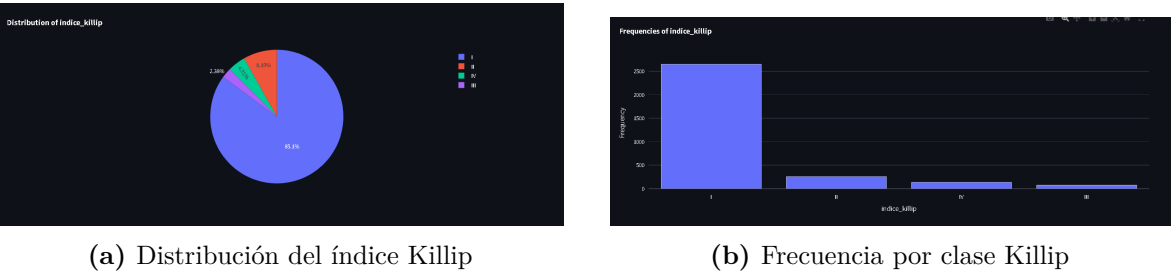 Distribution of indice_killip
I
II
IV
III
2.38%
85.1%
(a) Distribución del índice Killip
Frequencies of indice_killip
Frequency
2500
2000
1500
1000
500
0
I
II
IV
III
indice_killip
(b) Frecuencia por clase Killip